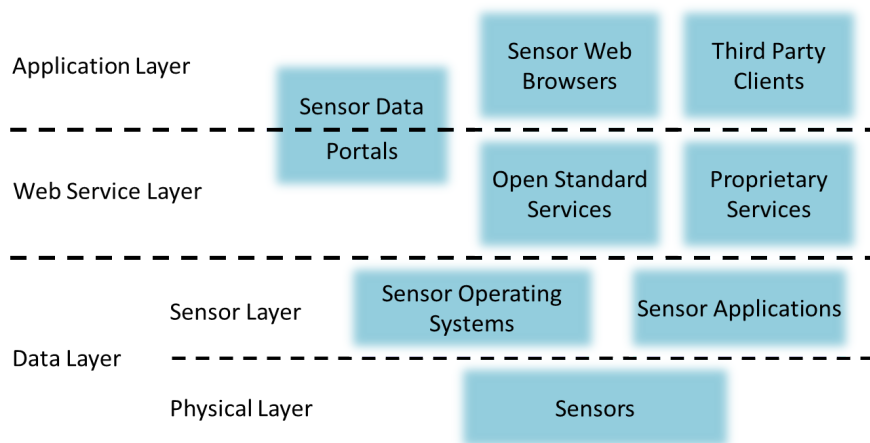 Application Layer
Sensor Data
Portals
Sensor Web
Browsers
Third Party
Clients
Web Service Layer
Open Standard
Services
Proprietary
Services
Data Layer
Sensor Layer
Sensor Operating
Systems
Sensor Applications
Physical Layer
Sensors